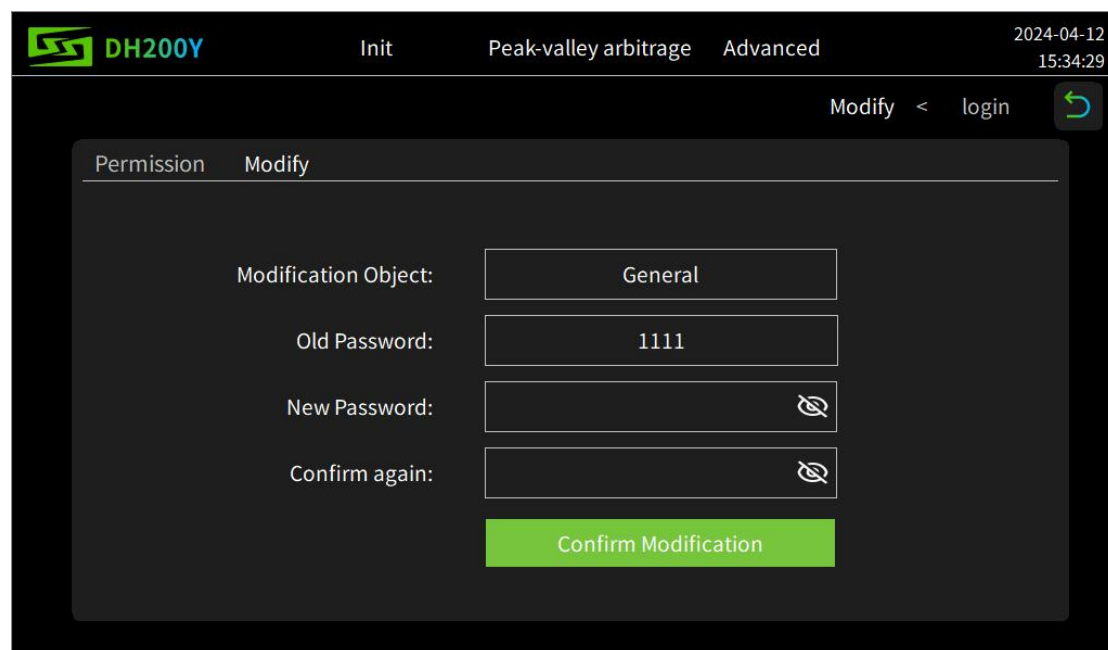 DH200Y Init Peak-valley arbitrage Advanced 2024-04-12
15:34:29
Modify < login
Permission Modify
Modification Object: General
Old Password: 1111
New Password:
Confirm again:
Confirm Modification